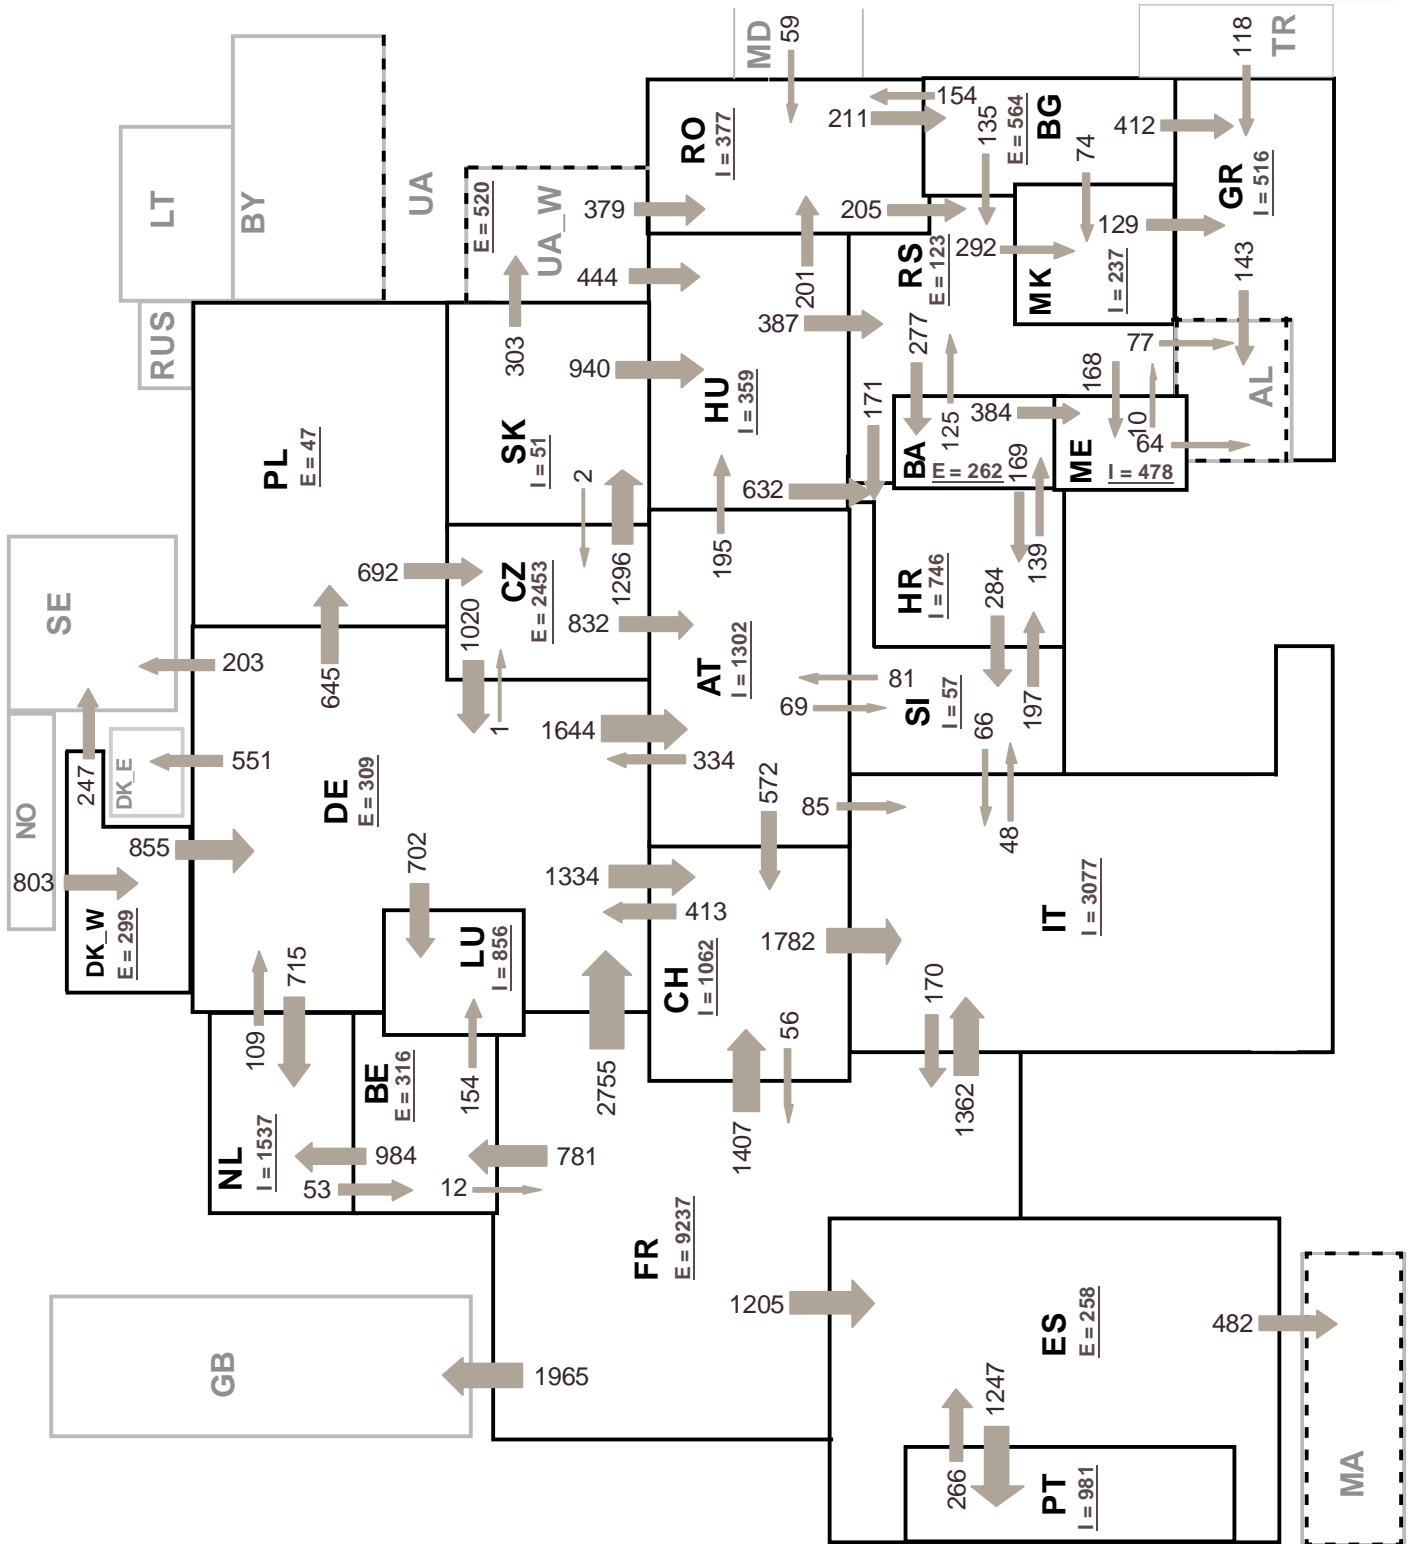 MD
59
118
TR
154
211
135
E = 564
BG
412
74
RO
I = 377
LT
BY
UA
E = 520
UA_W
379
205
GR
I = 516
129
292
MK
I = 237
RS
E = 123
143
444
201
387
303
RUS
277
77
168
AL
940
HU
I = 359
171
10
64
PL
E = 47
SK
I = 51
2
BA
E = 262
125
384
169
ME
I = 478
632
195
139
692
1296
SE
CZ
E = 2453
832
1020
HR
I = 746
284
203
645
AT
I = 1302
81
69
SI
I = 57
66
197
1
1644
334
247
551
DK_E
NO
DE
E = 309
572
85
48
855
803
702
1334
413
DK_W
E = 299
LU
I = 856
CH
I = 1062
1782
IT
I = 3077
715
109
170
56
BE
E = 316
154
2755
1407
1362
NL
I = 1537
984
53
781
12
FR
E = 9237
1205
ES
E = 258
482
GB
1965
1247
266
PT
I = 981
MA